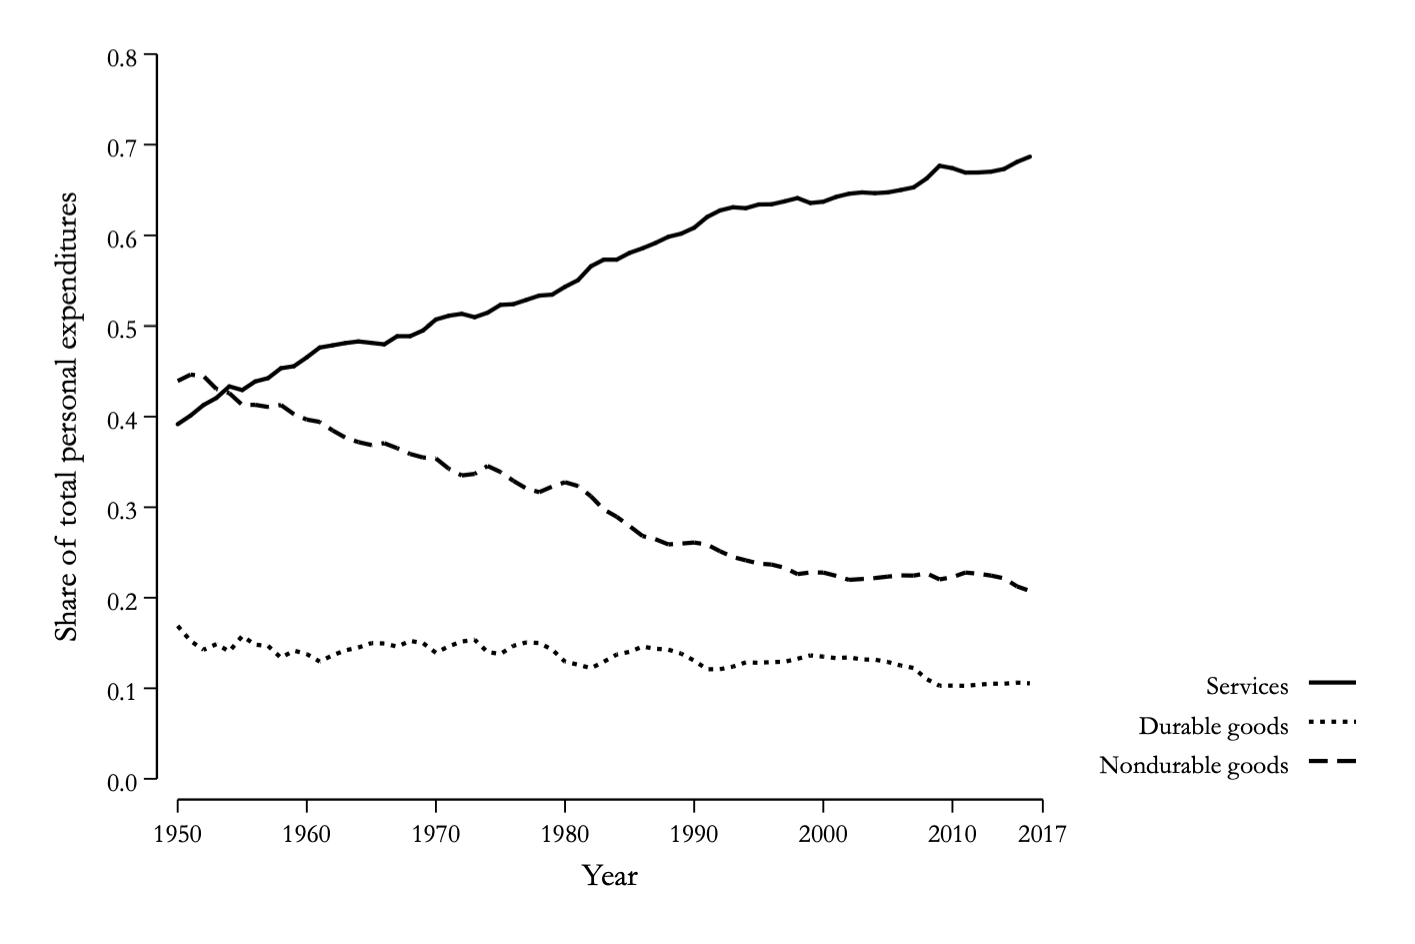 0.8
0.7
0.6
0.5
0.4
0.3
0.2
0.1
0.0
Share of total personal expenditures
1950 1960 1970 1980 1990 2000 2010 2017
Year
Services
Durable goods
Nondurable goods